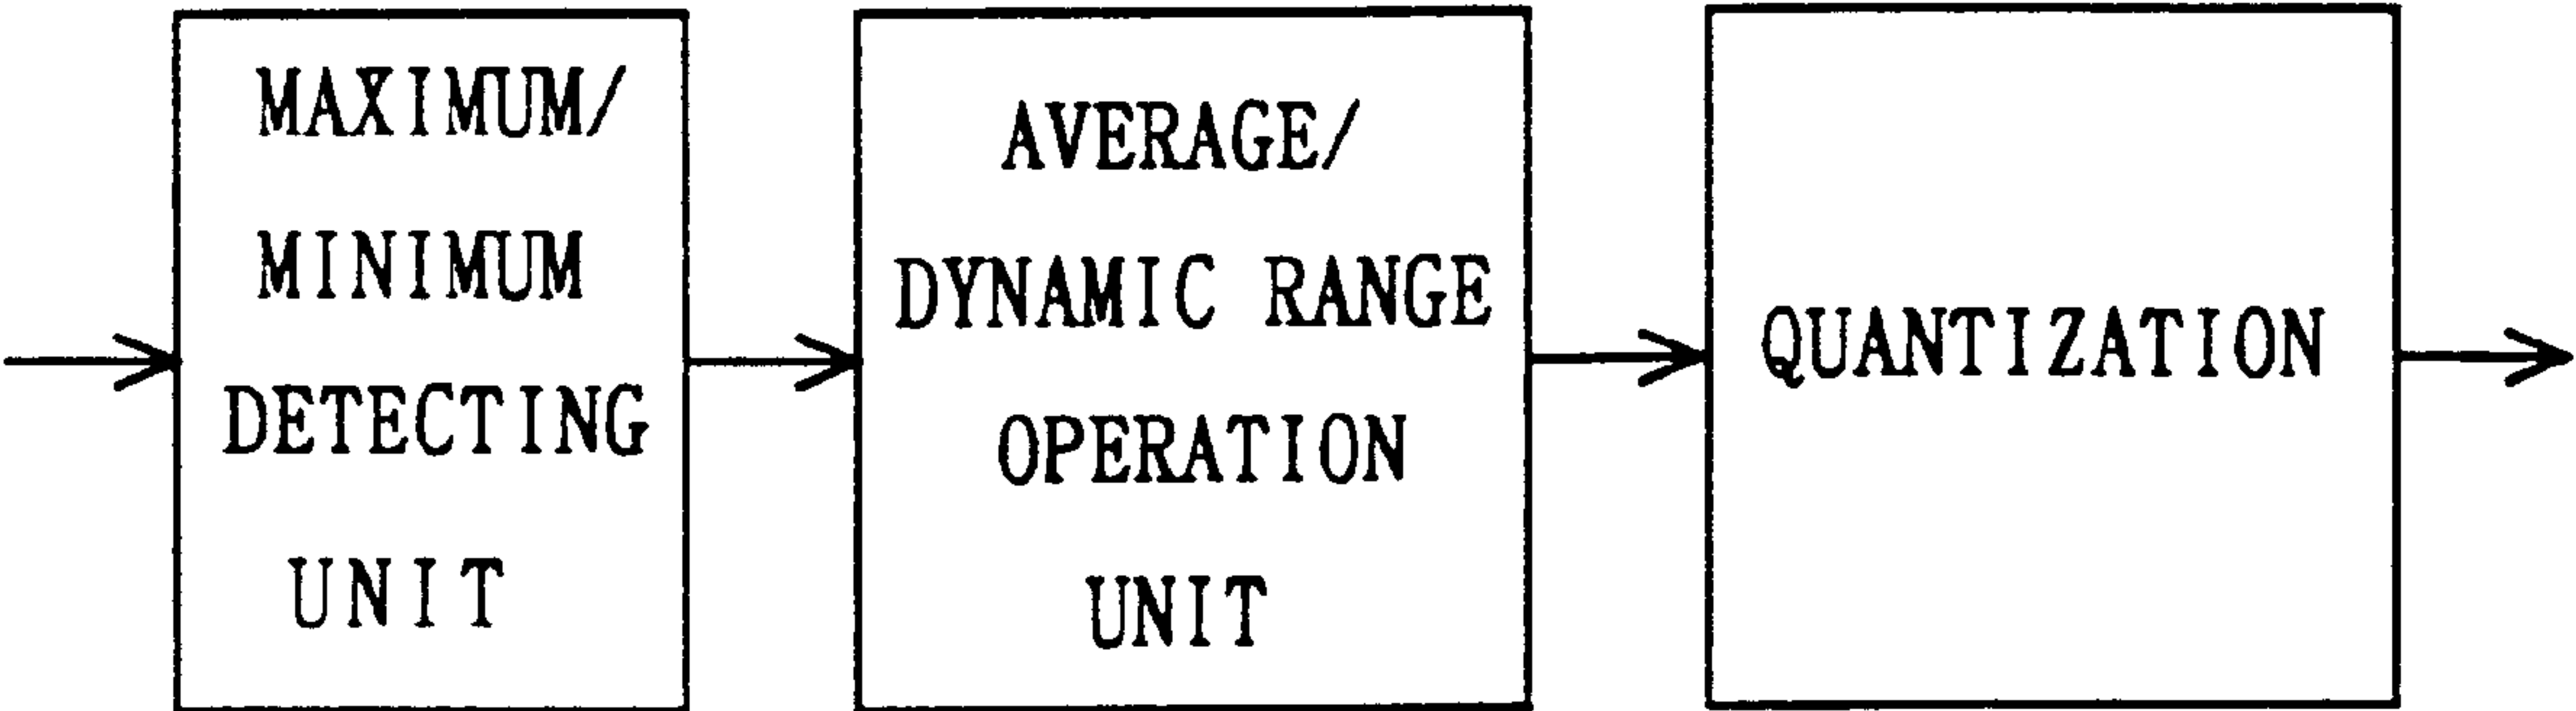 MAXIMUM/
MINIMUM
DETECTING
UNIT
AVERAGE/
DYNAMIC RANGE
OPERATION
UNIT
QUANTIZATION